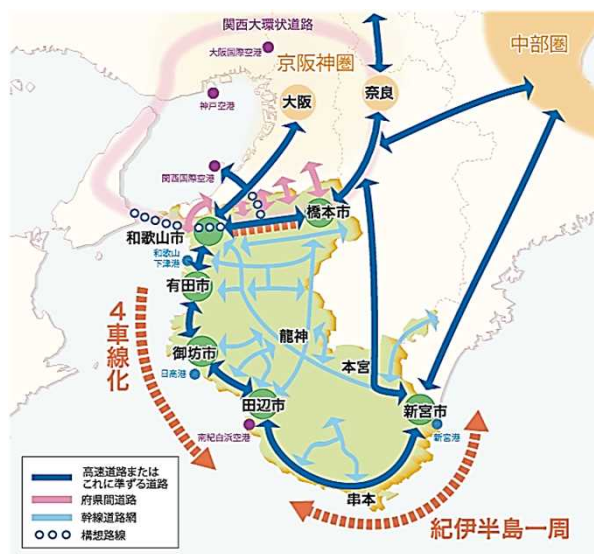 関西大環状道路
大阪国際空港
京阪神圏
中部圏
神戸空港
大阪
奈良
関西国際空港
橋本市
和歌山市
和歌山
下津港
有田市
4車線化
龍神
御坊市
本宮
日高港
田辺市
新宮市
南紀白浜空港
新宮港
串本
紀伊半島一周
高速道路または
これに準ずる道路
府県間道路
幹線道路網
構想路線